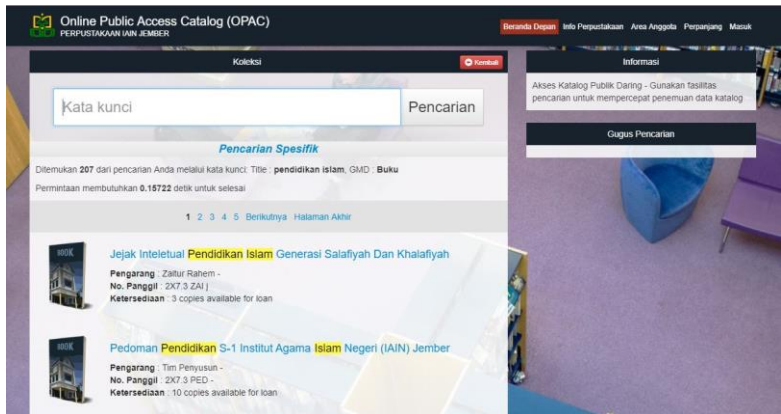 Online Public Access Catalog (OPAC)
PERPUSTAKAAN IAIN JEMBER
Beranda Depan Info Perpustakaan Area Anggota Perpanjang Masuk
Koleksi
Kembali
Kata kunci
Pencarian
Pencarian Spesifik
Ditemukan 207 dari pencarian Anda melalui kata kunci: Title : pendidikan islam, GMD : Buku
Permintaan membutuhkan 0.15722 detik untuk selesai
1 2 3 4 5 Berikutnya Halaman Akhir
BOOK
Jejak Inteletual Pendidikan Islam Generasi Salafiyah Dan Khalafiyah
Pengarang : Zaitur Rahem -
No. Panggil : 2X7.3 ZAI j
Ketersediaan : 3 copies available for loan
BOOK
Pedoman Pendidikan S-1 Institut Agama Islam Negeri (IAIN) Jember
Pengarang : Tim Penyusun -
No. Panggil : 2X7.3 PED -
Ketersediaan : 10 copies available for loan
Informasi
Akses Katalog Publik Daring - Gunakan fasilitas
pencarian untuk mempercepat penemuan data katalog
Gugus Pencarian